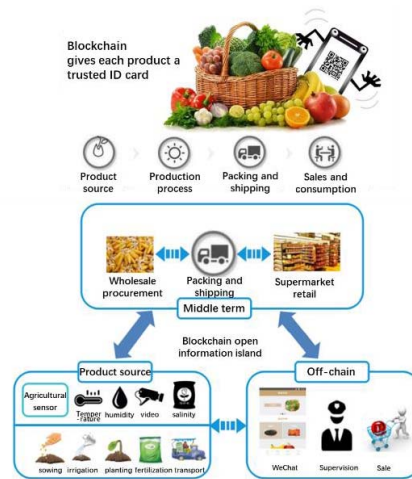 Blockchain
gives each product a
trusted ID card
Product
source
Production
process
Packing and
shipping
Sales and
consumption
Wholesale
procurement
Packing and
shipping
Supermarket
retail
Middle term
Blockchain open
information island
Product source
Agricultural
sensor
Temper
-rature
humidity
video
salinity
sowing
irrigation
planting
fertilization
transport
Off-chain
WeChat
Supervision
Sale